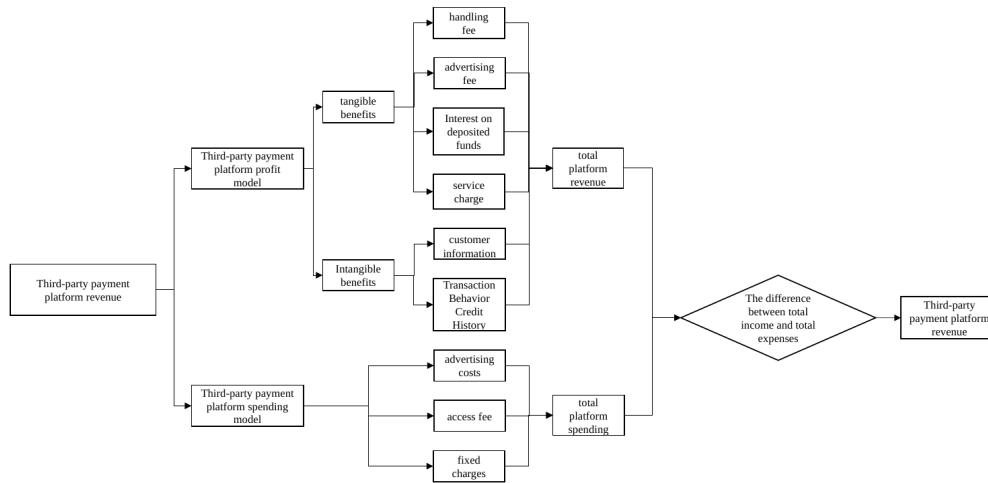 handling
fee
advertising
fee
tangible
benefits
Interest on
deposited
funds
Third-party payment
platform profit
model
total
platform
revenue
service
charge
customer
information
Intangible
benefits
Third-party payment
platform revenue
Transaction
Behavior
Credit
History
The difference
between total
income and total
expenses
Third-party
payment platform
revenue
advertising
costs
Third-party payment
platform spending
model
access fee
total
platform
spending
fixed
charges